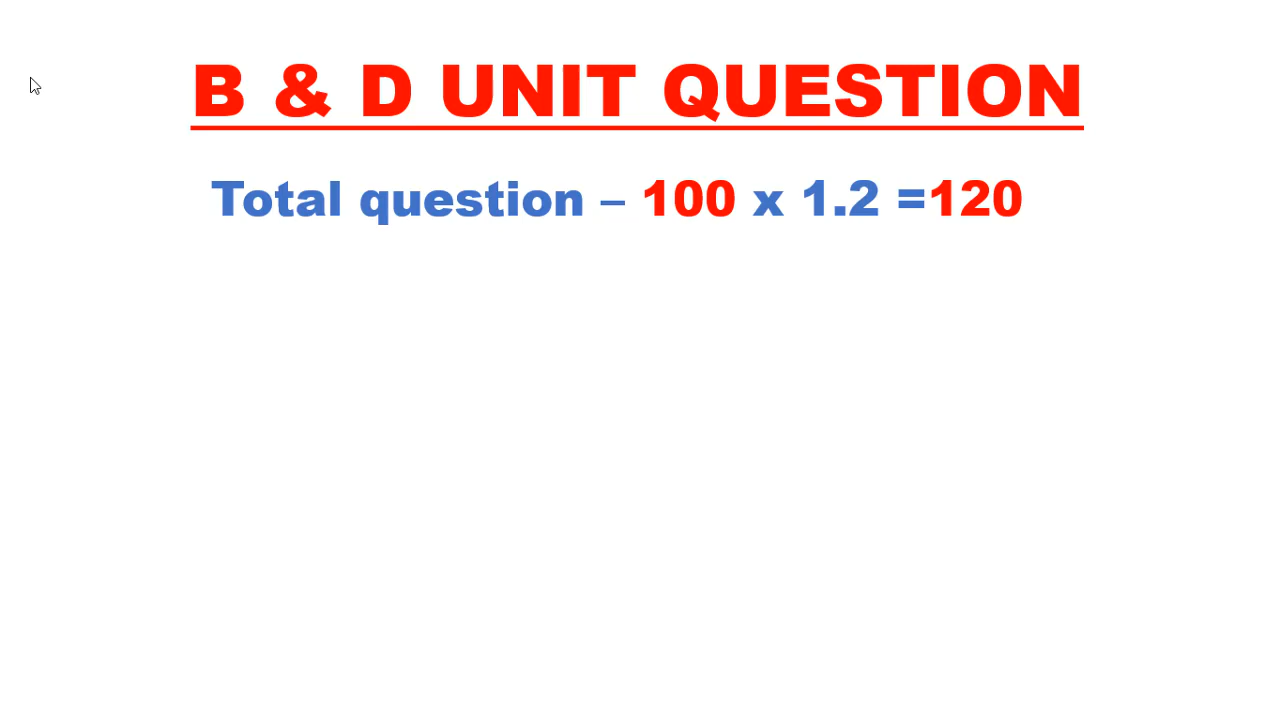 B & D UNIT QUESTION
Total question – 100 x 1.2 =120